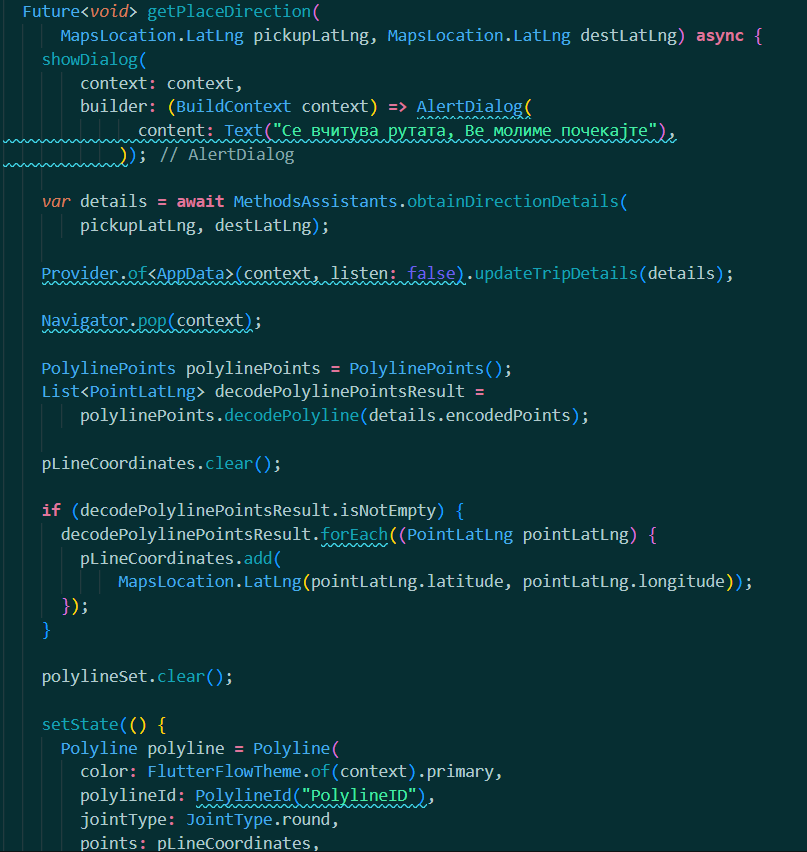 Future<void> getPlaceDirection(
MapsLocation.LatLng pickupLatLng, MapsLocation.LatLng destLatLng) async {
showDialog(
context: context,
builder: (BuildContext context) => AlertDialog(
content: Text("Се вчитува рутата, Ве молиме почекајте"),
)); // AlertDialog
var details = await MethodsAssistants.obtainDirectionDetails(
pickupLatLng, destLatLng);
Provider.of<AppData>(context, listen: false).updateTripDetails(details);
Navigator.pop(context);
PolylinePoints polylinePoints = PolylinePoints();
List<PointLatLng> decodePolylinePointsResult =
polylinePoints.decodePolyline(details.encodedPoints);
pLineCoordinates.clear();
if (decodePolylinePointsResult.isNotEmpty) {
decodePolylinePointsResult.forEach((PointLatLng pointLatLng) {
pLineCoordinates.add(
MapsLocation.LatLng(pointLatLng.latitude, pointLatLng.longitude));
});
}
polylineSet.clear();
setState(() {
Polyline polyline = Polyline(
color: FlutterFlowTheme.of(context).primary,
polylineId: PolylineId("PolylineID"),
jointType: JointType.round,
points: pLineCoordinates,